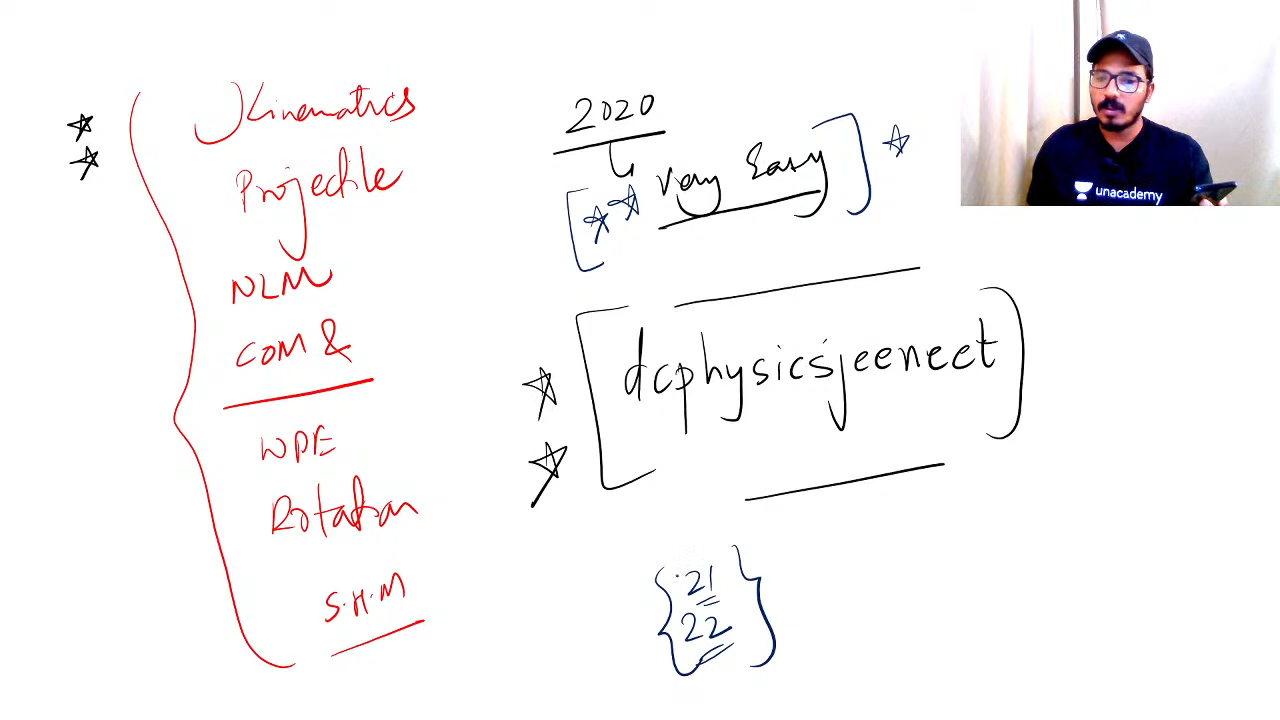 Kinematics
Projectile
NLM
COM &
WPE
Rotation
S.H.M
2020
Very Easy
dcphysicsjeeneet
21
22
unacademy